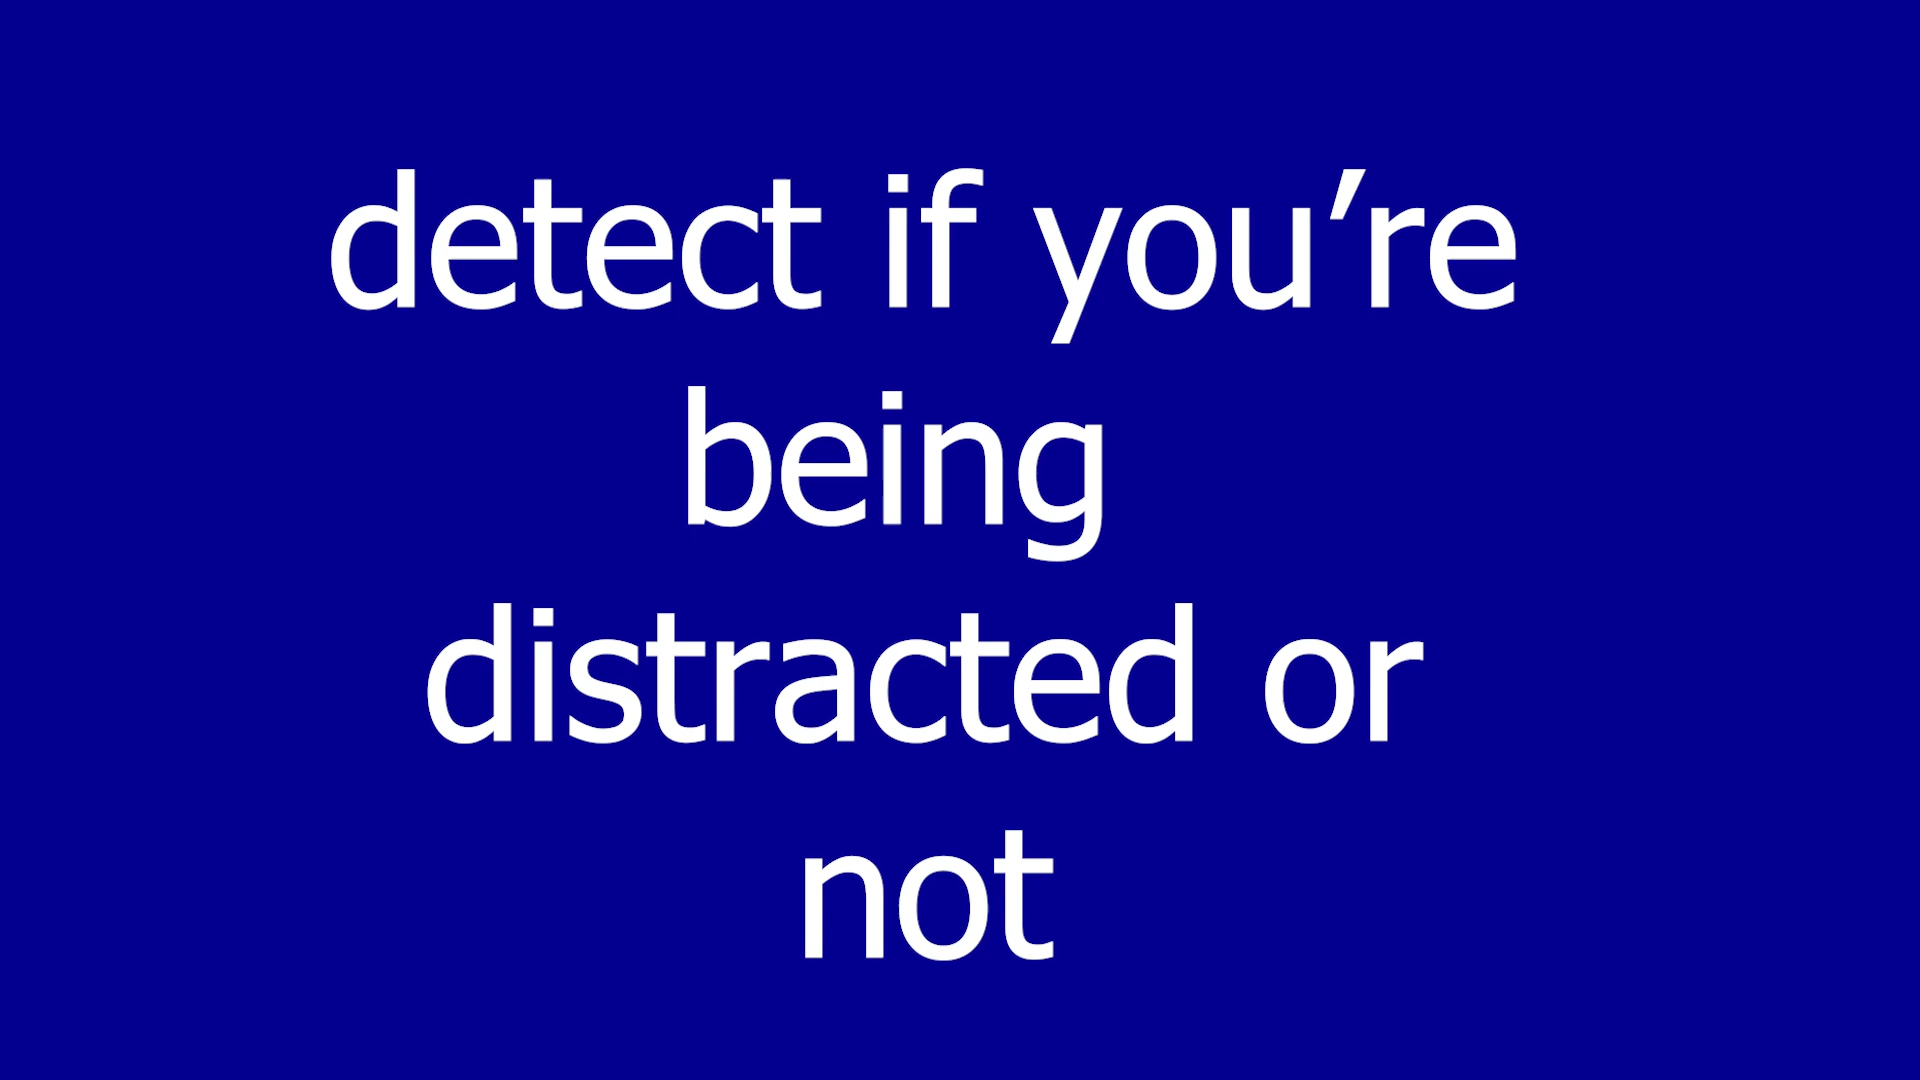 detect if you’re
being
distracted or
not